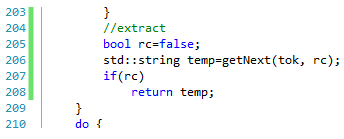 203 }
204 //extract
205 bool rc=false;
206 std::string temp=getNext(tok, rc);
207 if(rc)
208 return temp;
209 }
210 do {